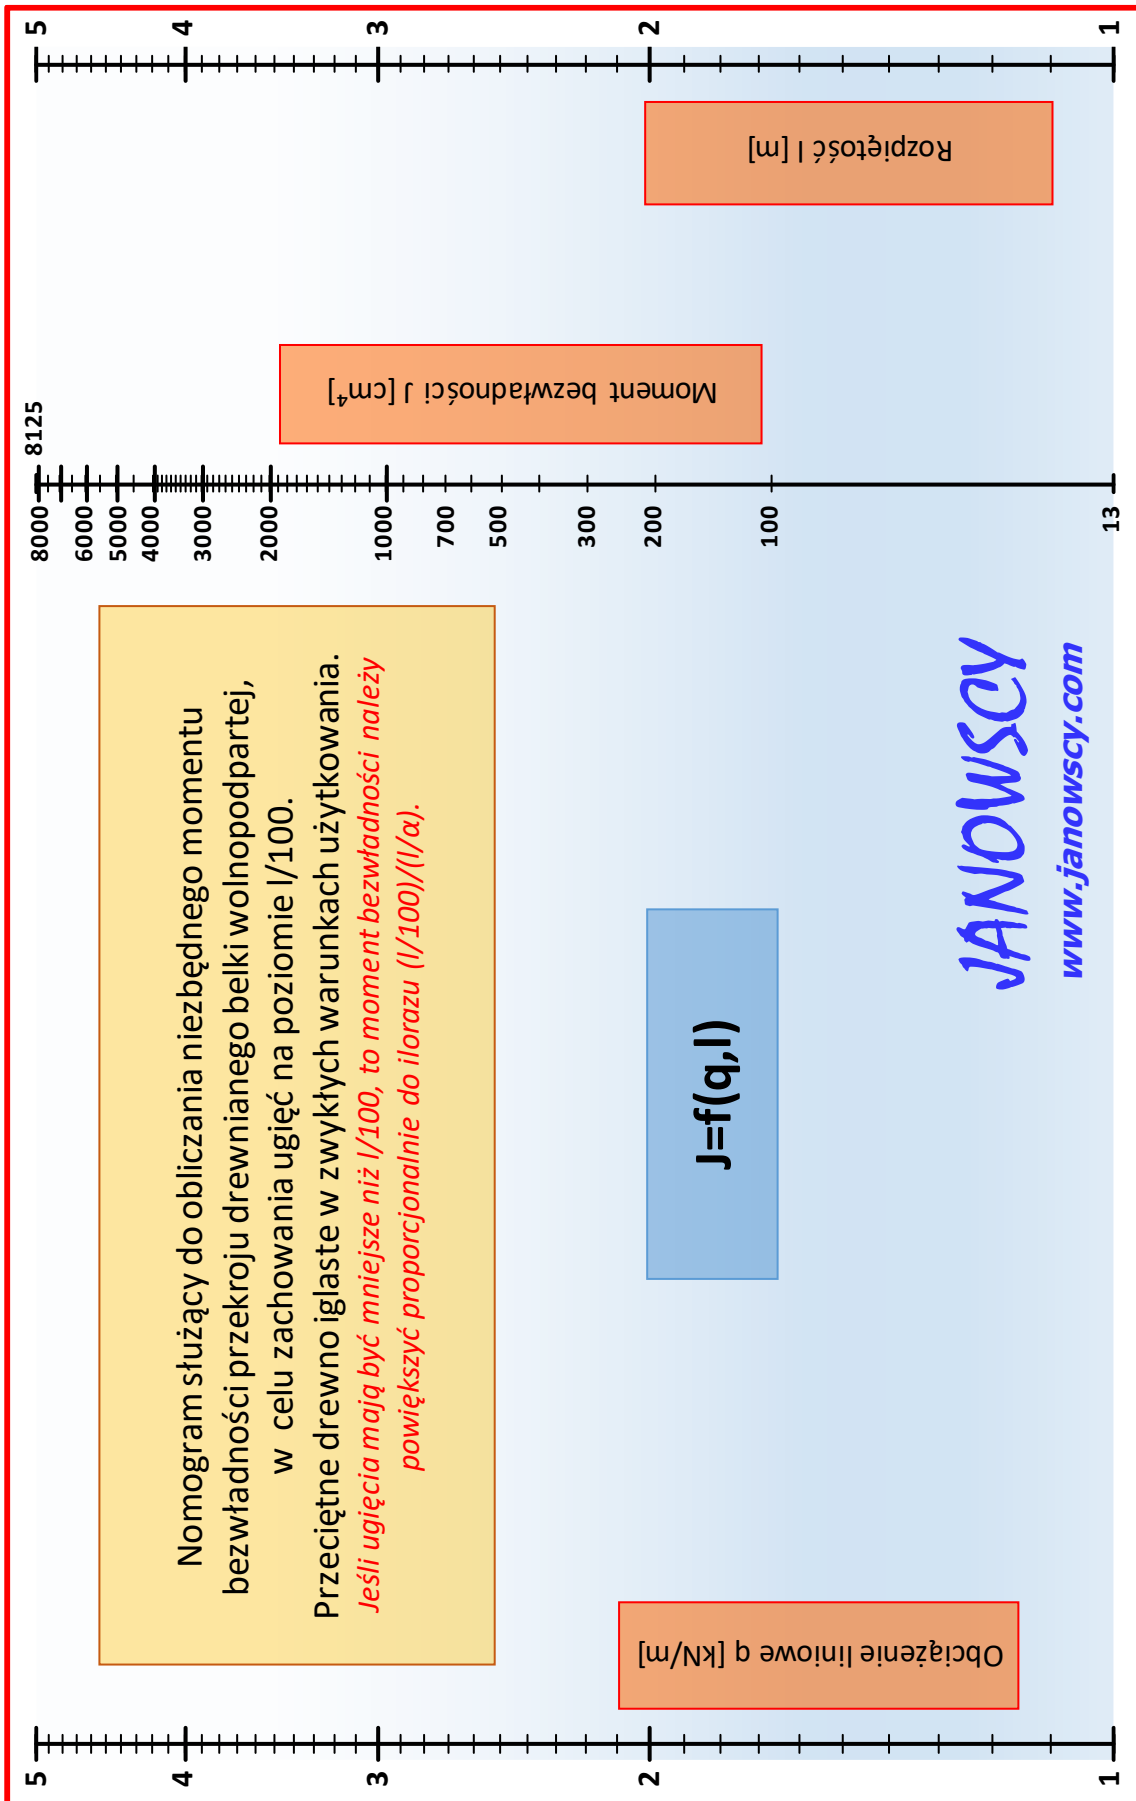 Nomogram służący do obliczania niezbędnego momentu
bezwładności przekroju drewnianego belki wolnopodpartej,
w celu zachowania ugięć na poziomie l/100.
Przeciętne drewno iglaste w zwykłych warunkach użytkowania.
Jeśli ugięcia mają być mniejsze niż l/100, to moment bezwładności należy
powiększyć proporcjonalnie do ilorazu (l/100)/(l/α).
J=f(q,l)
Obciążenie liniowe q [kN/m]
5
4
3
2
1
Moment bezwładności J [cm⁴]
8125
8000
6000
5000
4000
3000
2000
1000
700
500
300
200
100
13
Rozpiętość l [m]
5
4
3
2
1
JANOWSCY
www.janowscy.com